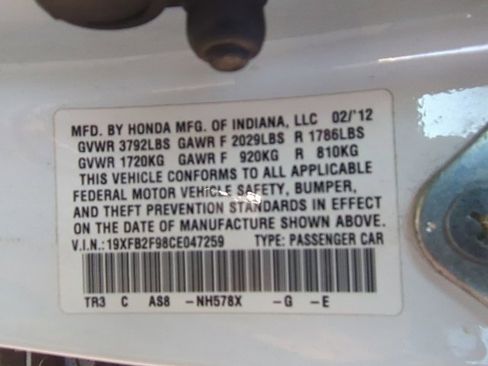 MFD. BY HONDA MFG. OF INDIANA, LLC 02/'12
GVWR 3792LBS GAWR F 2029LBS R 1786LBS
GVWR 1720KG GAWR F 920KG R 810KG
THIS VEHICLE CONFORMS TO ALL APPLICABLE
FEDERAL MOTOR VEHICLE SAFETY, BUMPER,
AND THEFT PREVENTION STANDARDS IN EFFECT
ON THE DATE OF MANUFACTURE SHOWN ABOVE.
V.I.N.: 19XFB2F98CE047259 TYPE: PASSENGER CAR
TR3 C AS8 -NH578X -G -E